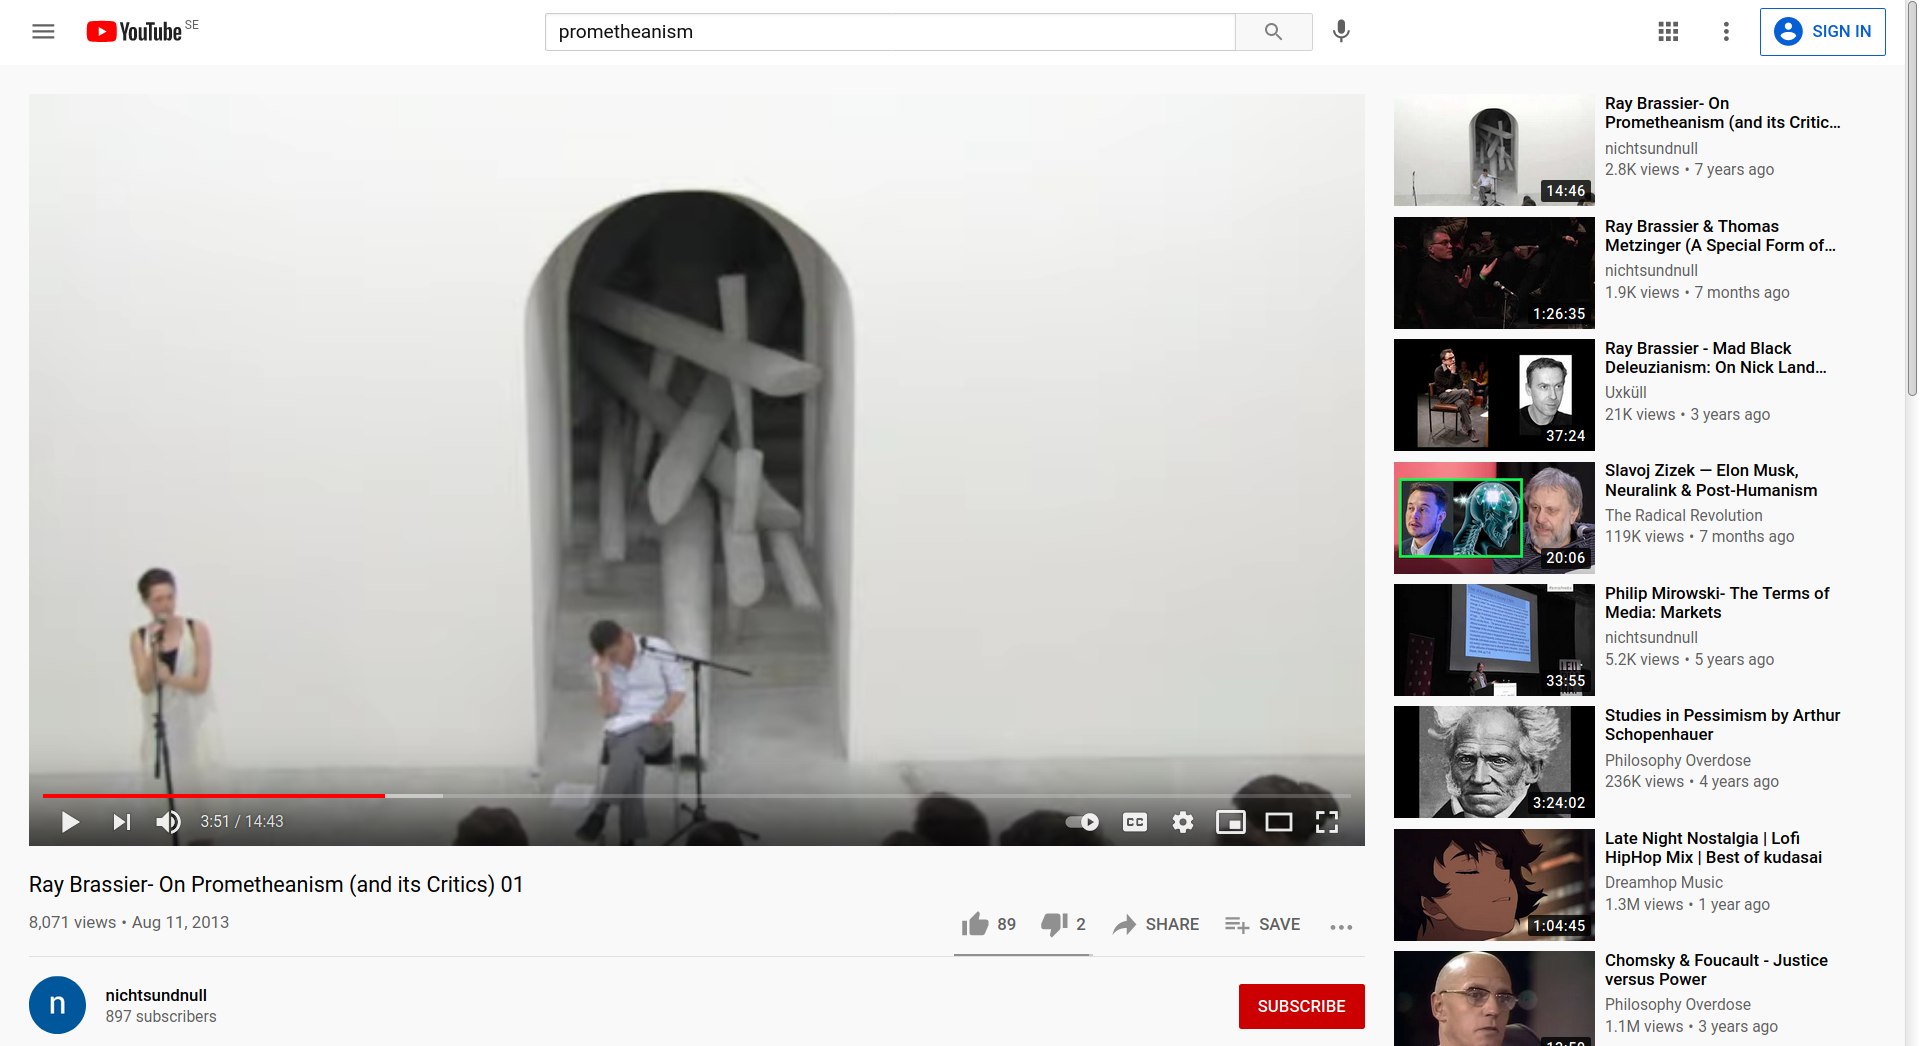 YouTube SE
prometheanism
SIGN IN
3:51 / 14:43
CC
Ray Brassier- On Prometheanism (and its Critics) 01
8,071 views • Aug 11, 2013
89
2
SHARE
SAVE
n
nichtsundnull
897 subscribers
SUBSCRIBE
14:46
Ray Brassier- On
Prometheanism (and its Critic...
nichtsundnull
2.8K views • 7 years ago
1:26:35
Ray Brassier & Thomas
Metzinger (A Special Form of...
nichtsundnull
1.9K views • 7 months ago
37:24
Ray Brassier - Mad Black
Deleuzianism: On Nick Land...
Uxküll
21K views • 3 years ago
20:06
Slavoj Zizek — Elon Musk,
Neuralink & Post-Humanism
The Radical Revolution
119K views • 7 months ago
33:55
Philip Mirowski- The Terms of
Media: Markets
nichtsundnull
5.2K views • 5 years ago
3:24:02
Studies in Pessimism by Arthur
Schopenhauer
Philosophy Overdose
236K views • 4 years ago
1:04:45
Late Night Nostalgia | Lofi
HipHop Mix | Best of kudasai
Dreamhop Music
1.3M views • 1 year ago
Chomsky & Foucault - Justice
versus Power
Philosophy Overdose
1.1M views • 3 years ago